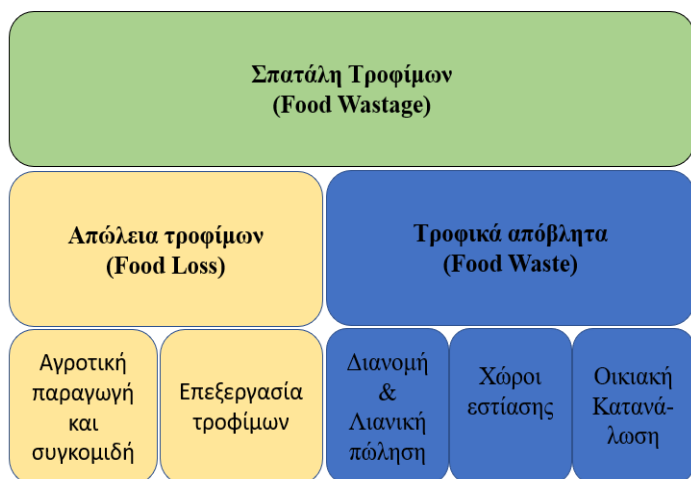 Σπατάλη Τροφίμων
(Food Wastage)
Απώλεια τροφίμων
(Food Loss)
Τροφικά απόβλητα
(Food Waste)
Αγροτική
παραγωγή
και
συγκομιδή
Επεξεργασία
τροφίμων
Διανομή
&
Λιανική
πώληση
Χώροι
εστίασης
Οικιακή
Κατανά-
λωση